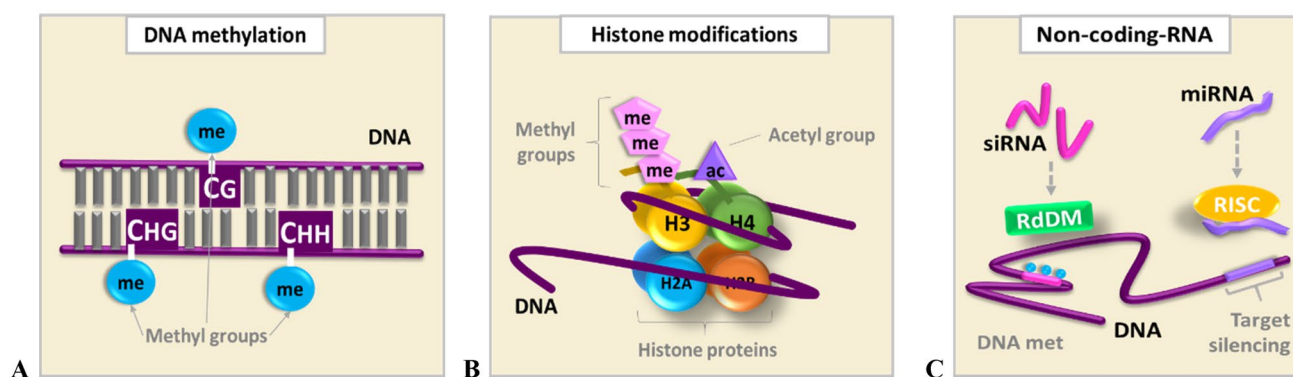 DNA methylation
me
DNA
CG
CHG
CHH
me
me
Methyl groups
A
Histone modifications
Methyl
groups
me
me
me
Acetyl group
ac
H3
H4
H2A
H2B
DNA
Histone proteins
B
Non-coding-RNA
siRNA
miRNA
RdDM
RISC
DNA met
DNA
Target
silencing
C